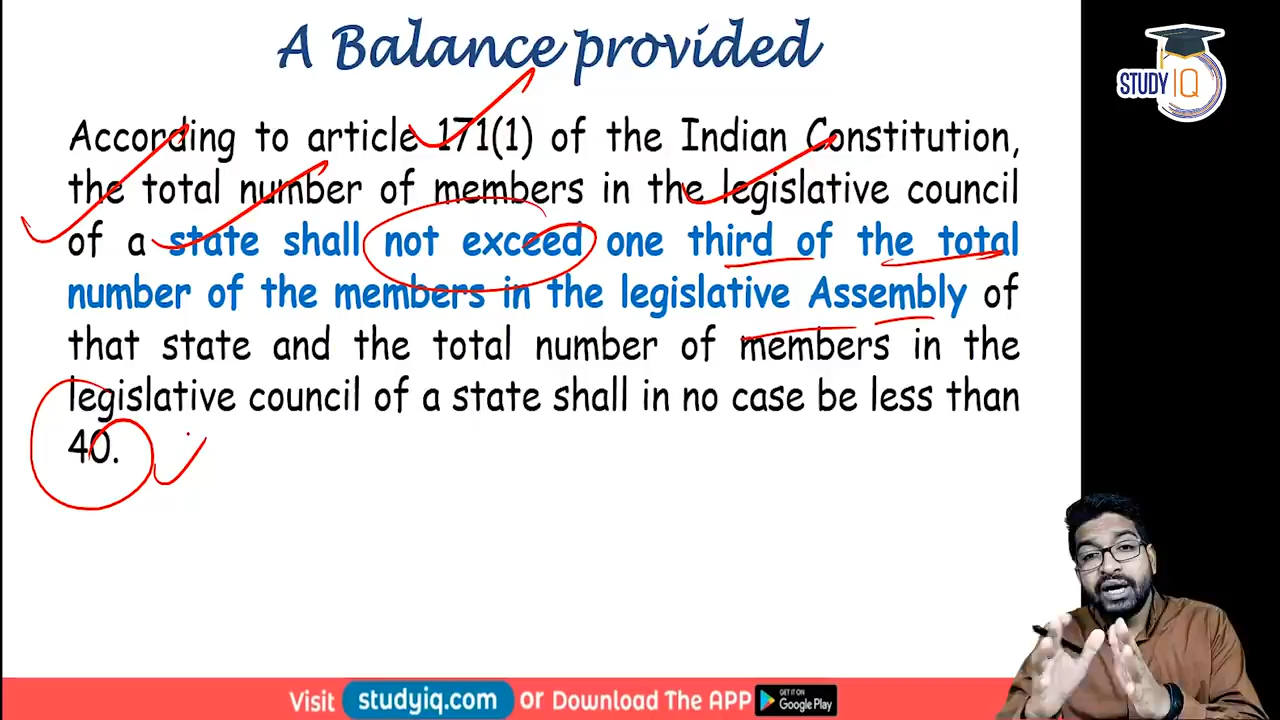 A Balance provided
STUDY IQ
According to article 171(1) of the Indian Constitution,
the total number of members in the legislative council
of a state shall not exceed one third of the total
number of the members in the legislative Assembly of
that state and the total number of members in the
legislative council of a state shall in no case be less than
40.
Visit studyiq.com or Download The APP GET IT ON Google Play